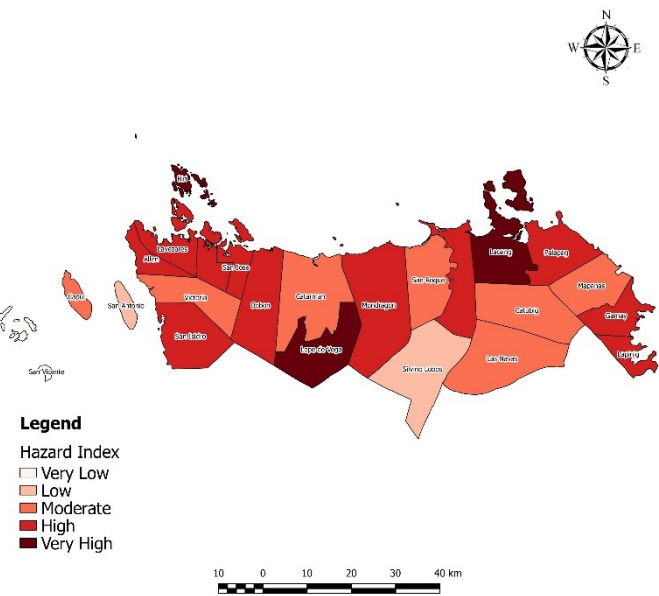 N
W E
S
Biri
Lavezares
Allen
San Jose
Laoang
Palapag
Capul
San Antonio
Victoria
Bobon
Catarman
Mondragon
San Roque
Mapanas
Catubig
Gamay
San Isidro
Lope de Vega
Las Navas
Lapinig
Silvino Lobos
San Vicente
Legend
Hazard Index
Very Low
Low
Moderate
High
Very High
10 0 10 20 30 40 km